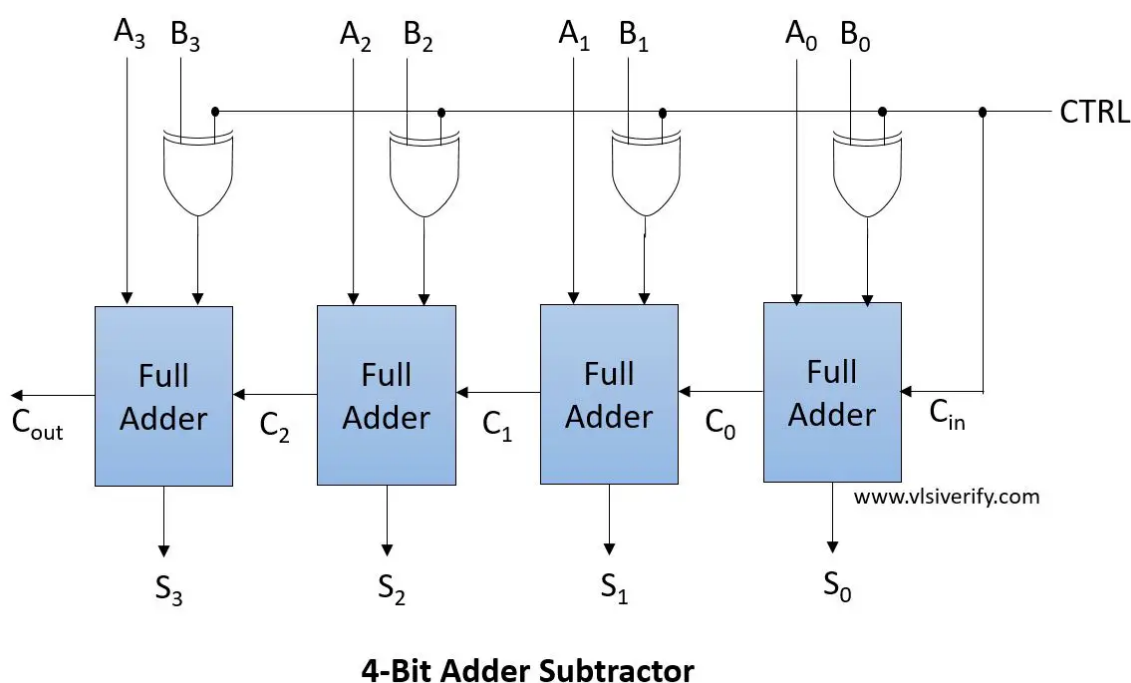 A₃ B₃ A₂ B₂ A₁ B₁ A₀ B₀
CTRL
Full Adder
Full Adder
Full Adder
Full Adder
Cout C₂ C₁ C₀ Cin
www.vlsiverify.com
S₃ S₂ S₁ S₀
4-Bit Adder Subtractor